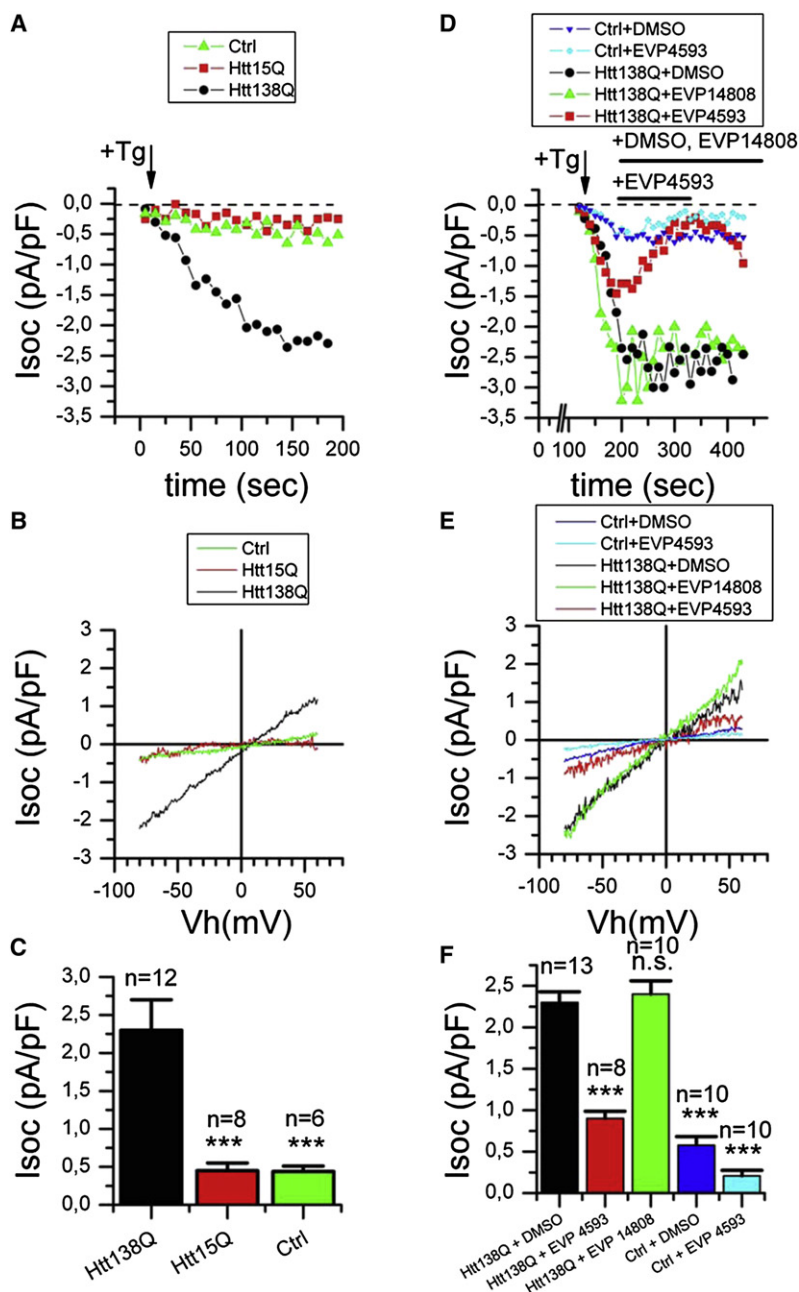 A
Ctrl
Htt15Q
Htt138Q
+Tg
0,0
-0,5
-1,0
-1,5
-2,0
-2,5
-3,0
-3,5
Isoc (pA/pF)
0 50 100 150 200
time (sec)
B
Ctrl
Htt15Q
Htt138Q
3
2
1
0
-1
-2
-3
Isoc (pA/pF)
-100 -50 0 50
Vh(mV)
C
3,0
2,5
2,0
1,5
1,0
0,5
0,0
Isoc (pA/pF)
n=12
n=8
***
n=6
***
Htt138Q
Htt15Q
Ctrl
D
Ctrl+DMSO
Ctrl+EVP4593
Htt138Q+DMSO
Htt138Q+EVP14808
Htt138Q+EVP4593
+DMSO, EVP14808
+Tg
+EVP4593
0,0
-0,5
-1,0
-1,5
-2,0
-2,5
-3,0
-3,5
Isoc (pA/pF)
0 100 200 300 400
time (sec)
E
Ctrl+DMSO
Ctrl+EVP4593
Htt138Q+DMSO
Htt138Q+EVP14808
Htt138Q+EVP4593
3
2
1
0
-1
-2
-3
Isoc (pA/pF)
-100 -50 0 50
Vh(mV)
F
2,5
2,0
1,5
1,0
0,5
0,0
Isoc (pA/pF)
n=13
n=8
***
n=10
n.s.
n=10
***
n=10
***
Htt138Q + DMSO
Htt138Q + EVP 4593
Htt138Q + EVP 14808
Ctrl + DMSO
Ctrl + EVP 4593